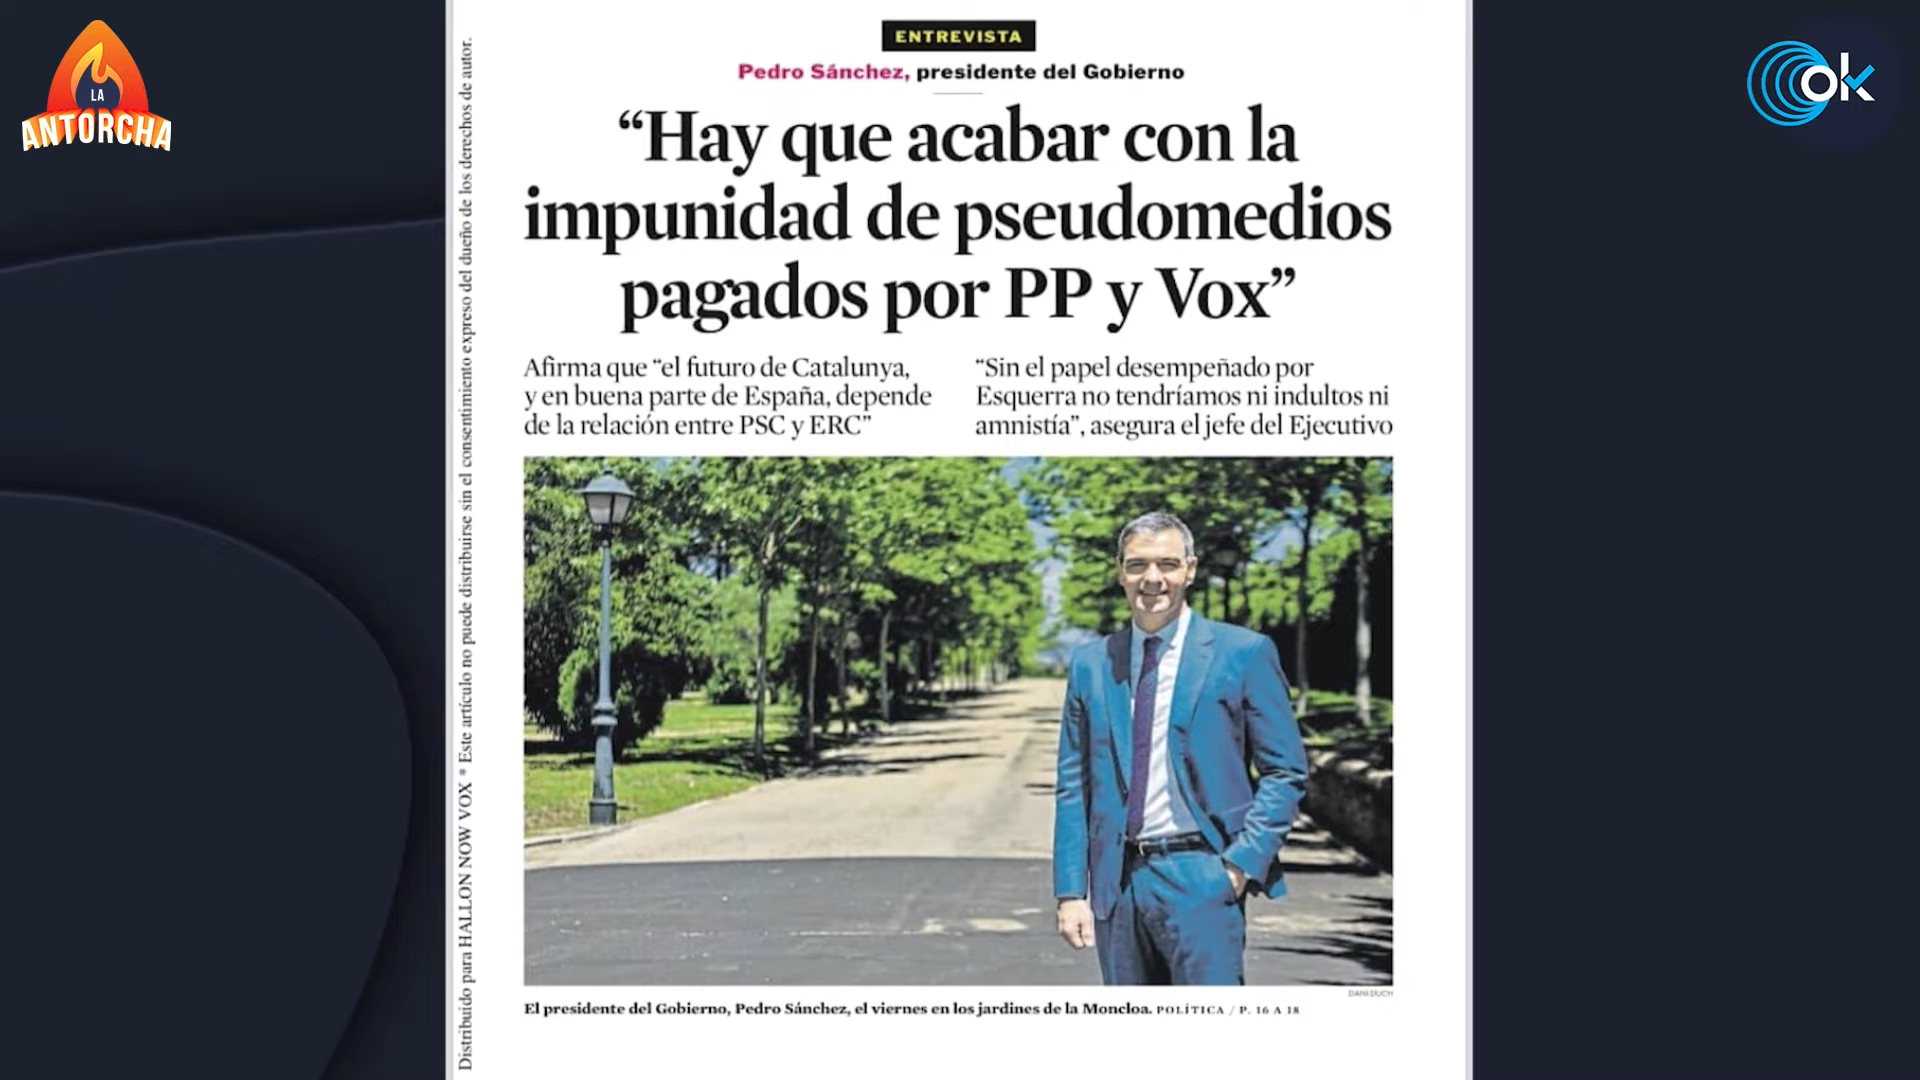 LA
ANTORCHA
ok
Distribuido para HALLON NOW VOX * Este artículo no puede distribuirse sin el consentimiento expreso del dueño de los derechos de autor.
ENTREVISTA
Pedro Sánchez, presidente del Gobierno
“Hay que acabar con la
impunidad de pseudomedios
pagados por PP y Vox”
Afirma que “el futuro de Catalunya,
y en buena parte de España, depende
de la relación entre PSC y ERC”
“Sin el papel desempeñado por
Esquerra no tendríamos ni indultos ni
amnistía”, asegura el jefe del Ejecutivo
DANI DUCH
El presidente del Gobierno, Pedro Sánchez, el viernes en los jardines de la Moncloa. POLÍTICA / P. 16 A 18